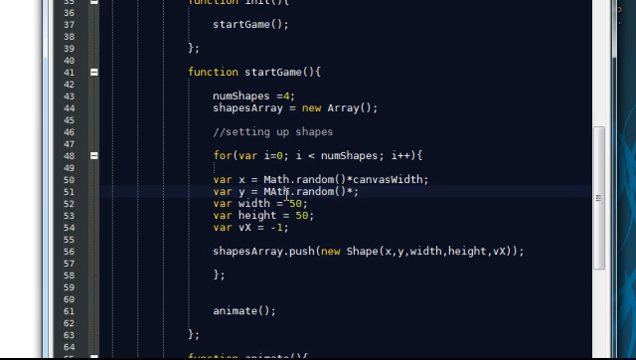 35 function init(){
36
37 startGame();
38
39 };
40
41 function startGame(){
42
43 numShapes =4;
44 shapesArray = new Array();
45
46 //setting up shapes
47
48 for(var i=0; i < numShapes; i++){
49
50 var x = Math.random()*canvasWidth;
51 var y = MAth.random()*;
52 var width = 50;
53 var height = 50;
54 var vX = -1;
55
56 shapesArray.push(new Shape(x,y,width,height,vX));
57
58 };
59
60
61 animate();
62
63 };
64
65 function animate(){